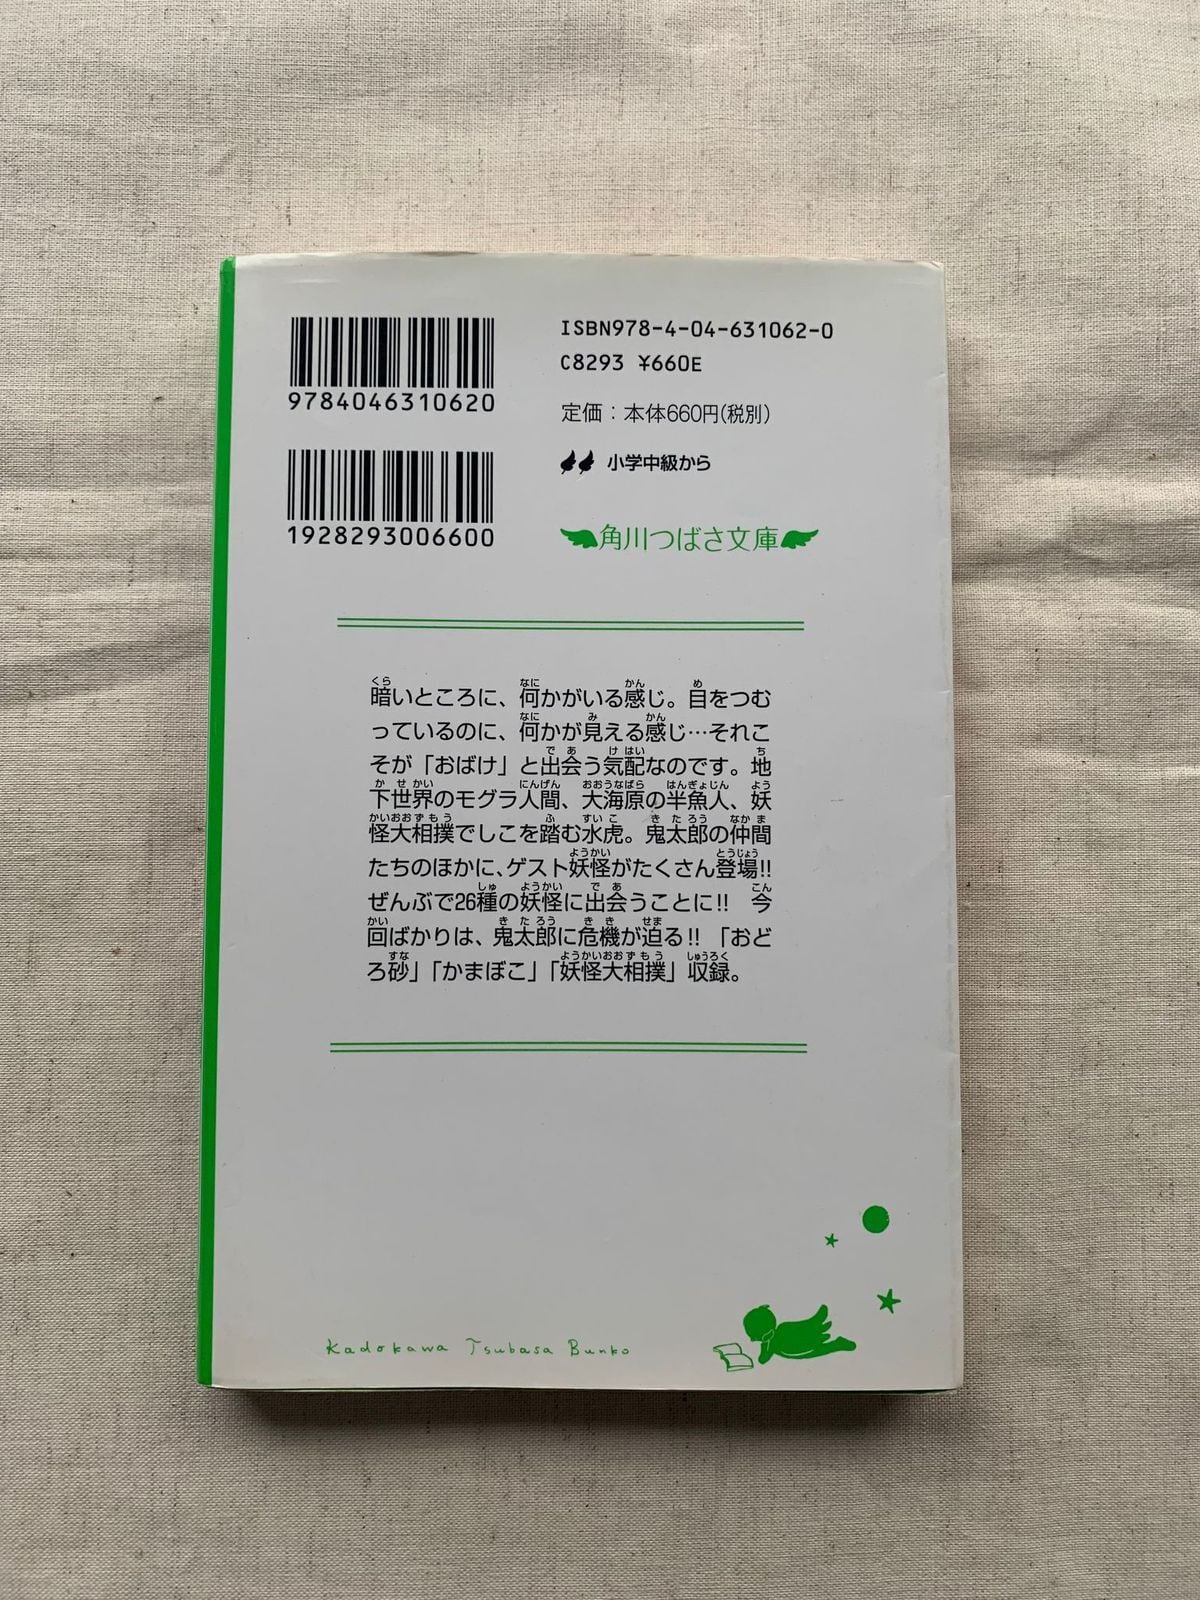 9784046310620
1928293006600
ISBN978-4-04-631062-0
C8293 ¥660E
定価：本体660円(税別)
小学中級から
角川つばさ文庫
暗いところに、何かがいる感じ。目をつむ
っているのに、何かが見える感じ…それこ
そが「おばけ」と出会う気配なのです。地
下世界のモグラ人間、大海原の半魚人、妖
怪大相撲でしこを踏む水虎。鬼太郎の仲間
たちのほかに、ゲスト妖怪がたくさん登場!!
ぜんぶで26種の妖怪に出会うことに!! 今
回ばかりは、鬼太郎に危機が迫る!!「おど
ろ砂」「かまぼこ」「妖怪大相撲」収録。
Kadokawa Tsubasa Bunko